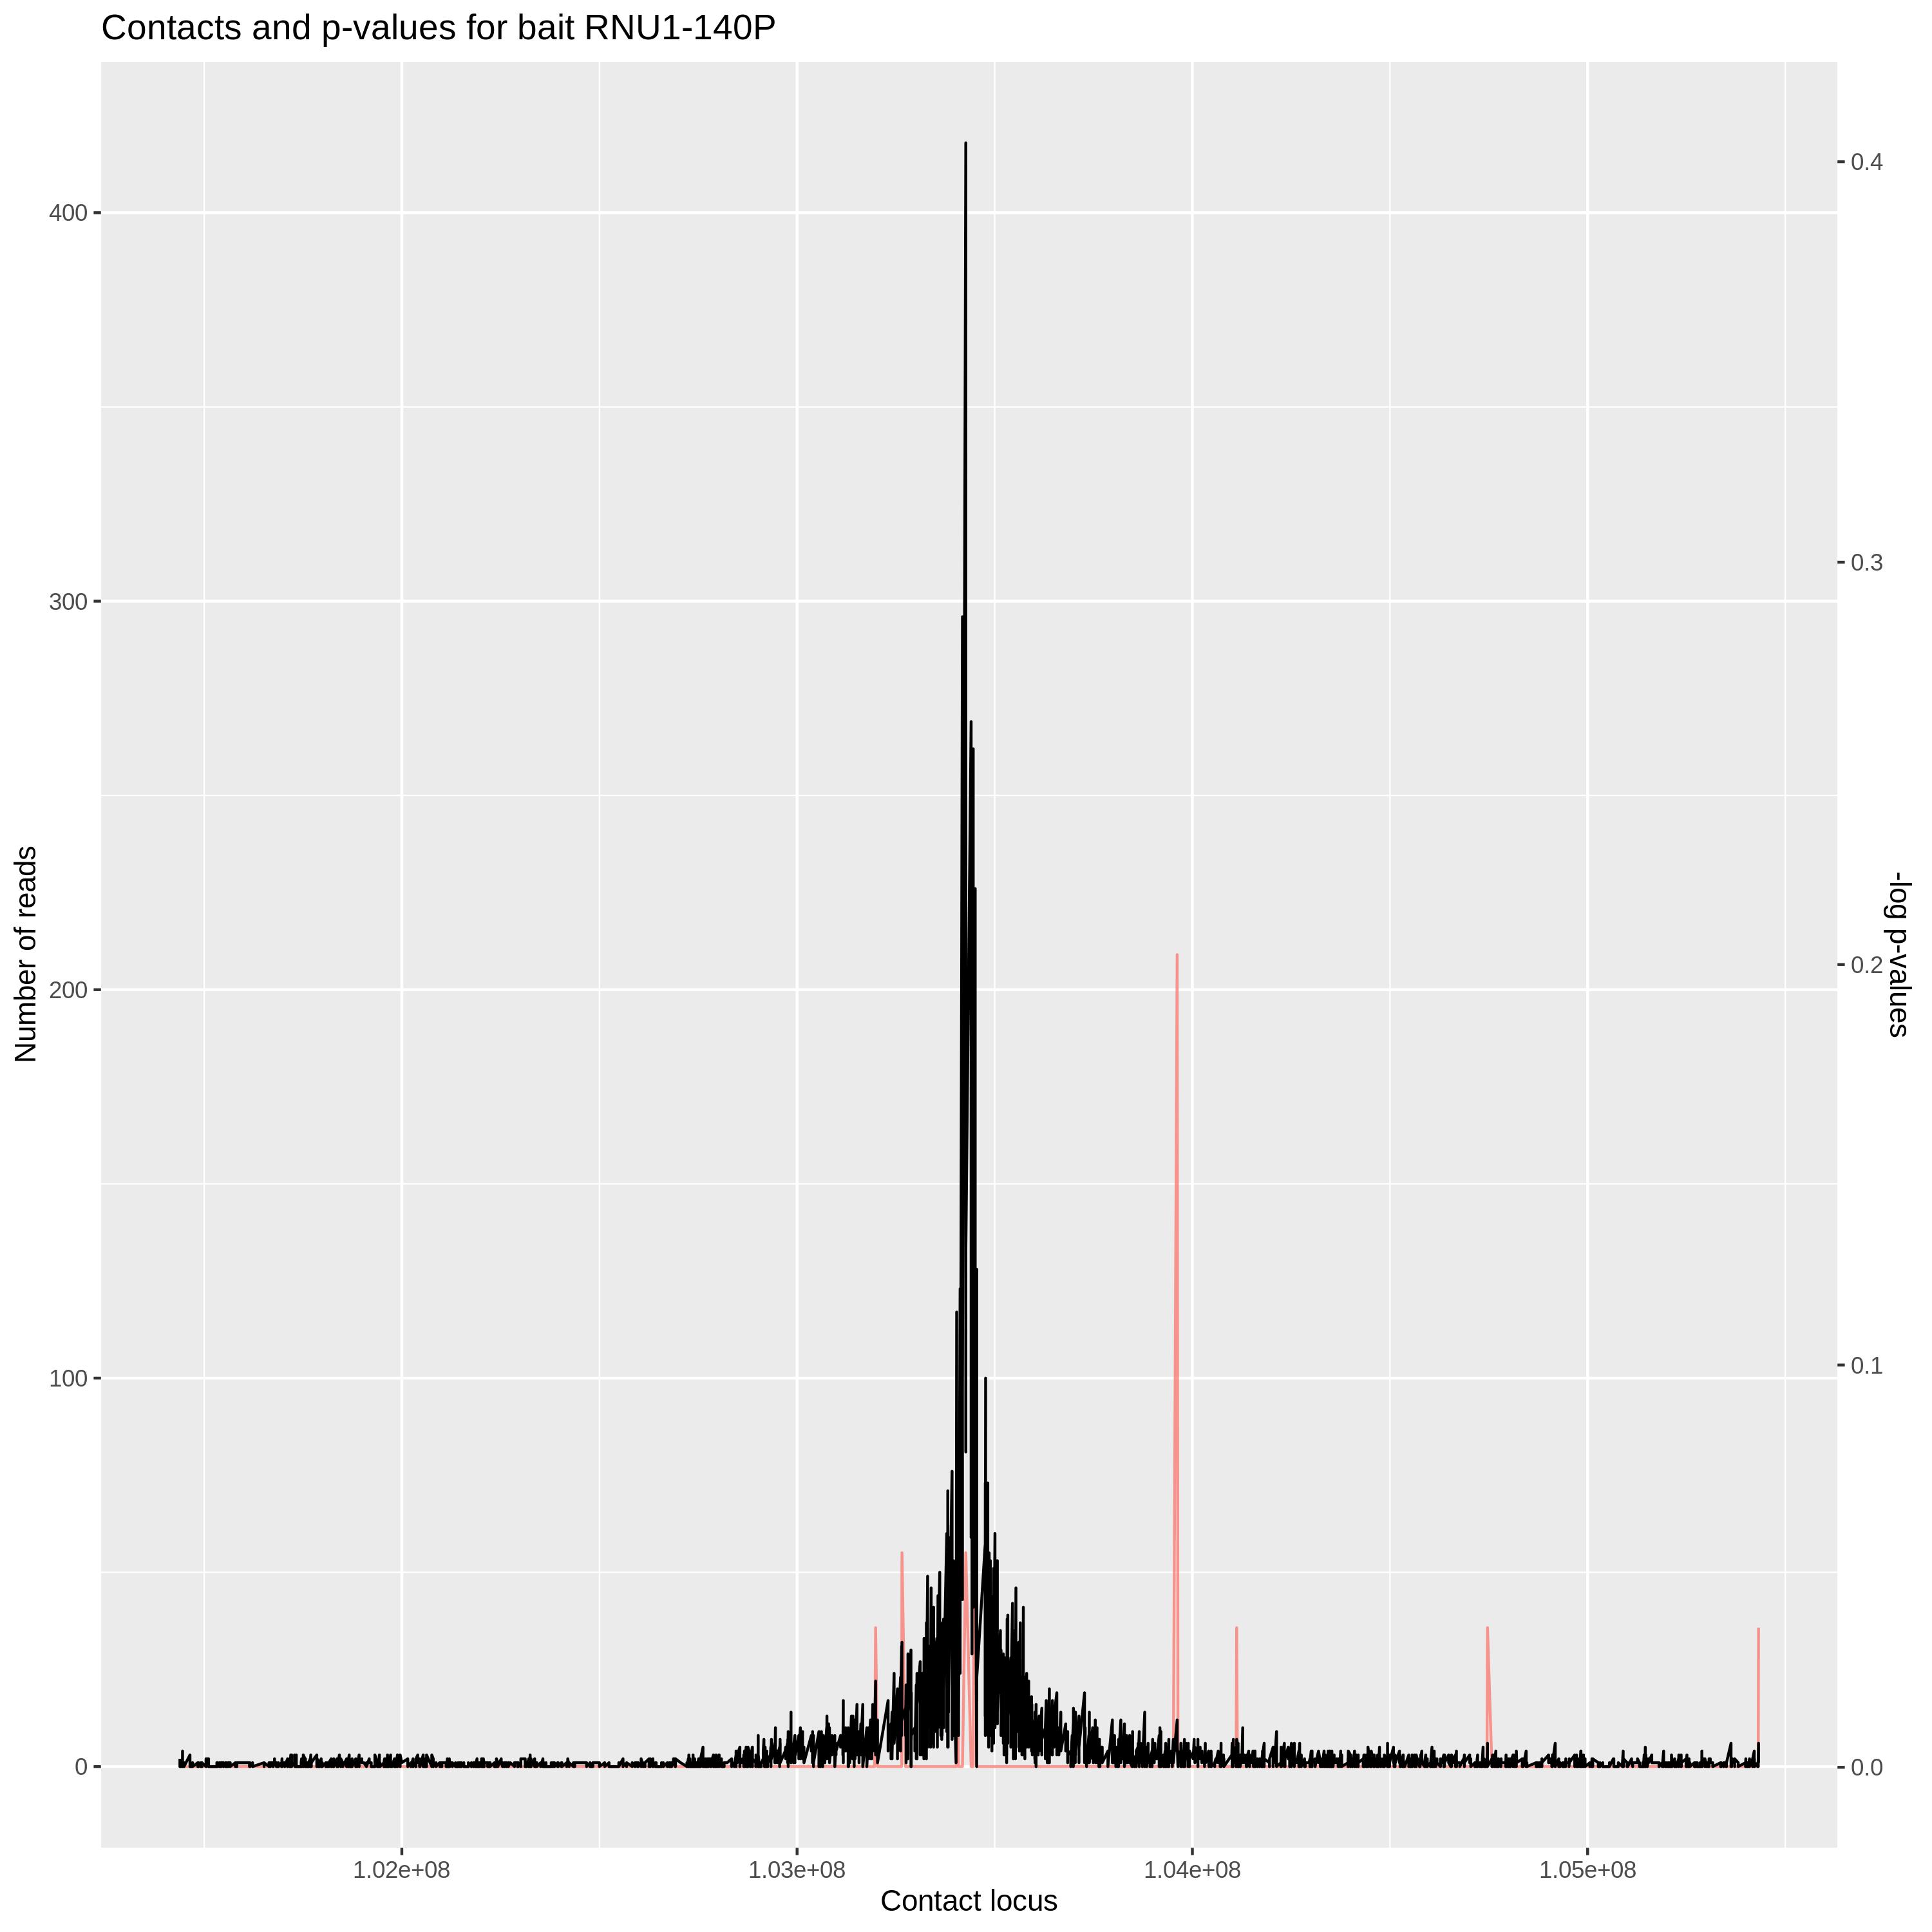 Contacts and p-values for bait RNU1-140P
400
300
200
100
0
Number of reads
0.4
0.3
0.2
0.1
0.0
-log p-values
1.02e+08
1.03e+08
1.04e+08
1.05e+08
Contact locus